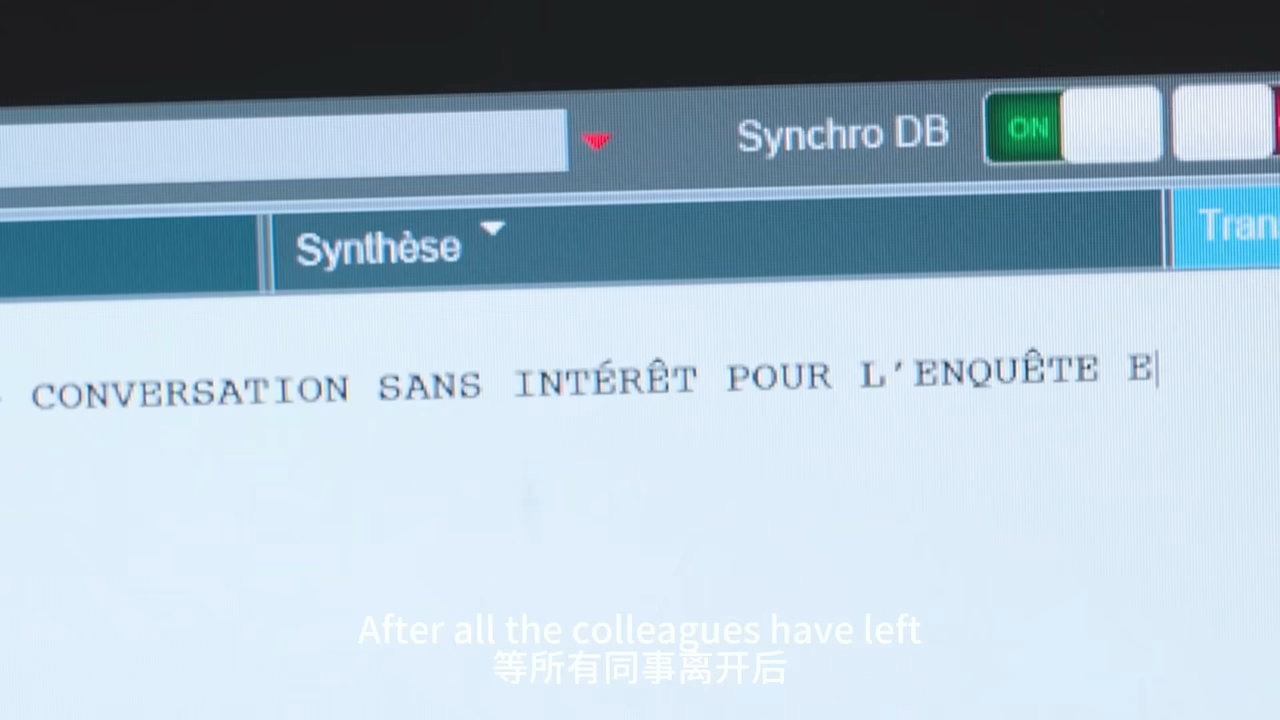 Synchro DB ON
Synthèse
CONVERSATION SANS INTÉRÊT POUR L'ENQUÊTE E
After all the colleagues have left
等所有同事离开后